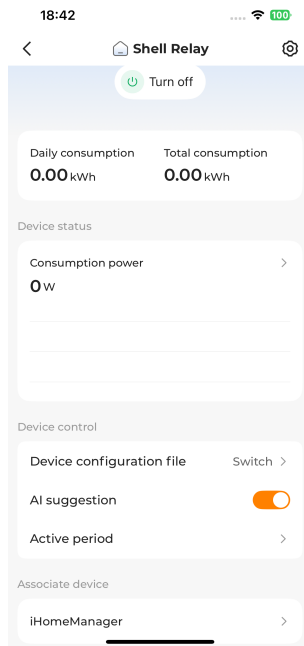 18:42
100
Shell Relay
Turn off
Daily consumption
Total consumption
0.00 kWh
0.00 kWh
Device status
Consumption power
0 W
Device control
Device configuration file
Switch
AI suggestion
Active period
Associate device
iHomeManager